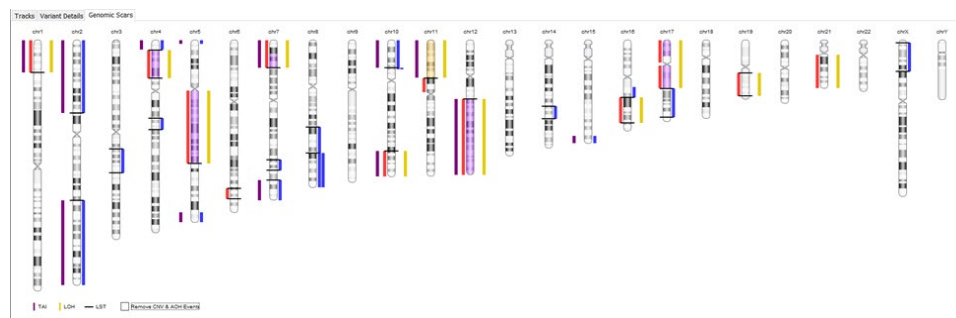 Tracks Variant Details Genomic Scars
chr1 chr2 chr3 chr4 chr5 chr6 chr7 chr8 chr9 chr10 chr11 chr12 chr13 chr14 chr15 chr16 chr17 chr18 chr19 chr20 chr21 chr22 chrX chrY
TAI LOH LST Remove CNV & AOH Events